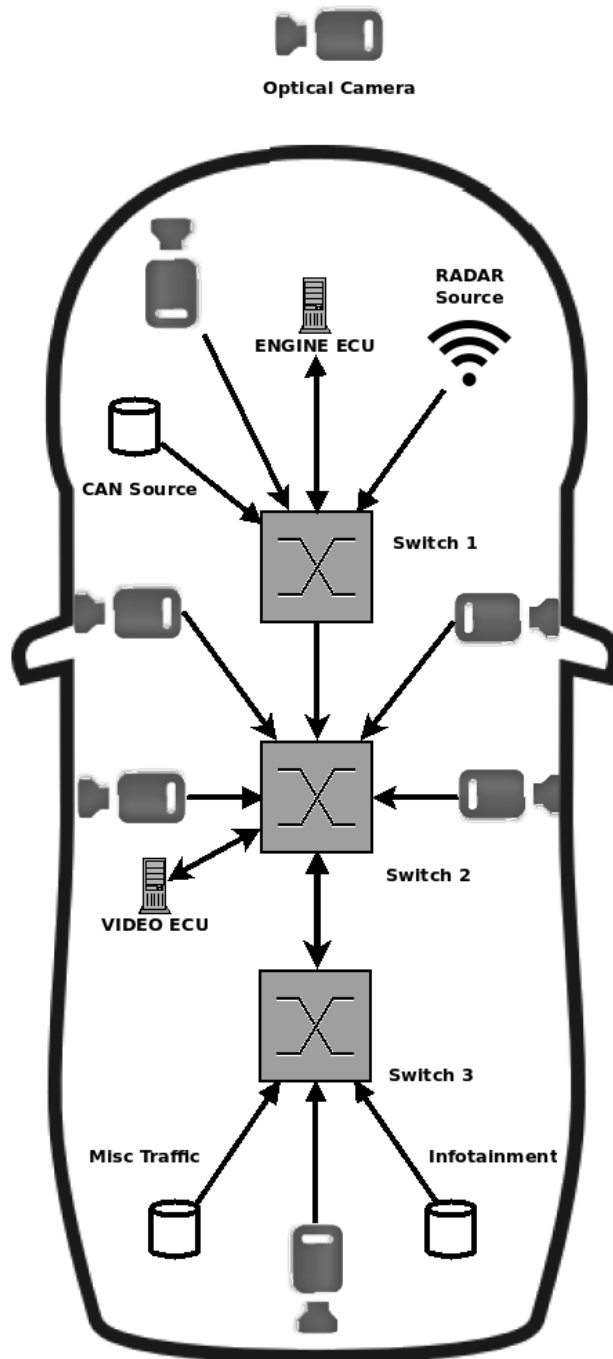 Optical Camera
RADAR
Source
ENGINE ECU
CAN Source
Switch 1
Switch 2
VIDEO ECU
Switch 3
Misc Traffic
Infotainment